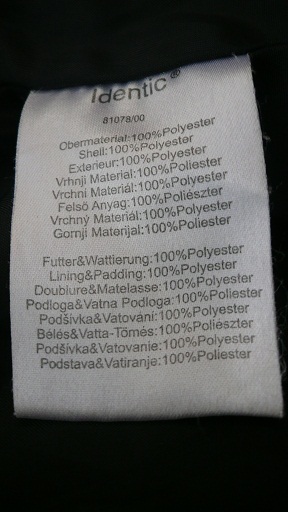 Identic®
81078/00
Obermaterial:100%Polyester
Shell:100%Polyester
Exterieur:100%Polyester
Vrhnji Material:100%Poliester
Vrchni Materiál:100%Polyester
Felsö Anyag:100%Poliészter
Vrchný Materiál:100%Polyester
Gornji Materijal:100%Poliester
Futter&Wattierung:100%Polyester
Lining&Padding:100%Polyester
Doublure&Matelasse:100%Polyester
Podloga&Vatna Podloga:100%Poliester
Podšivka&Vatování:100%Polyester
Bélés&Vatta-Tömés:100%Poliészter
Podšívka&Vatovanie:100%Polyester
Podstava&Vatiranje:100%Poliester